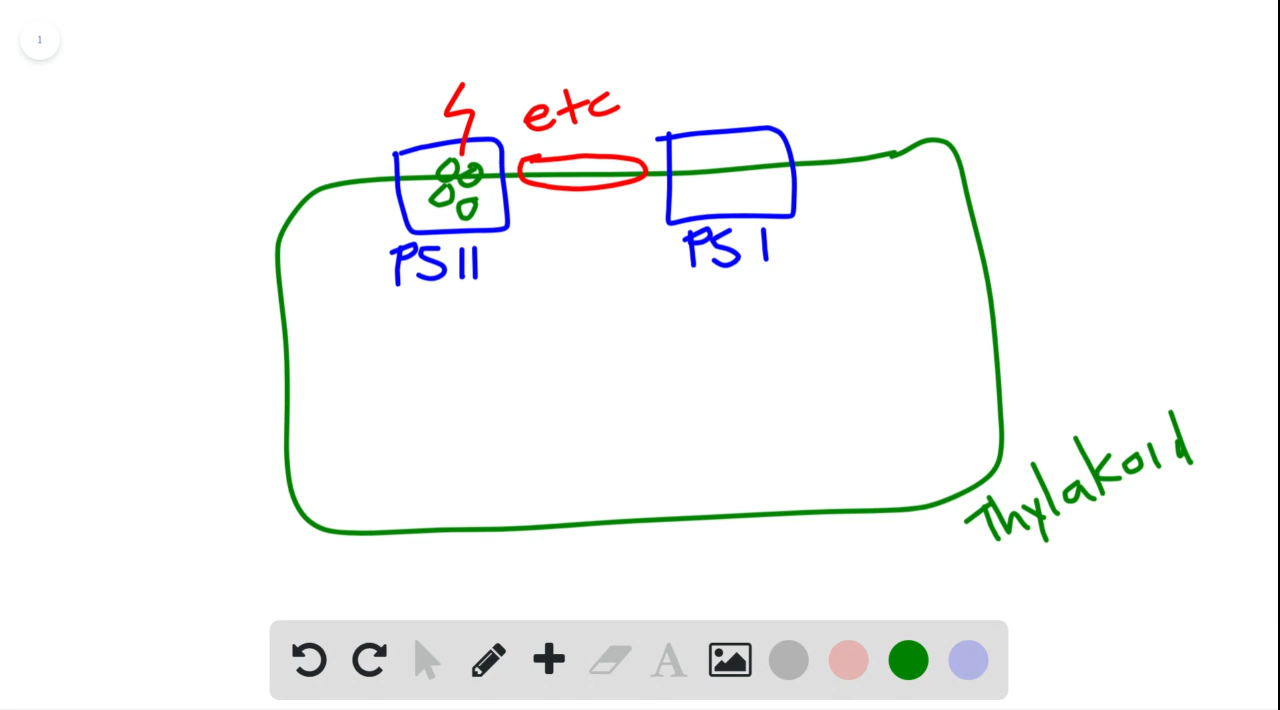 1
etc
PS II
PS I
Thylakoid
A